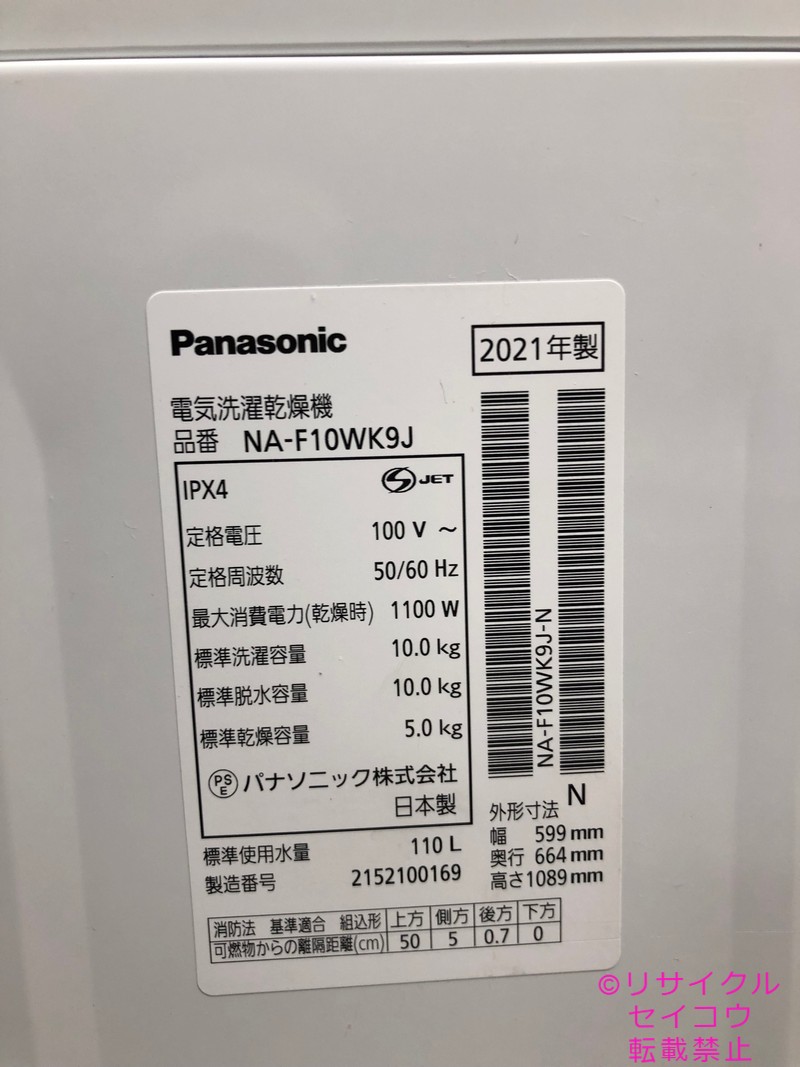 Panasonic
2021年製
電気洗濯乾燥機
品番 NA-F10WK9J
IPX4 S JET
定格電圧 100 V ～
定格周波数 50/60 Hz
最大消費電力(乾燥時) 1100 W
標準洗濯容量 10.0 kg
標準脱水容量 10.0 kg
標準乾燥容量 5.0 kg
PSE パナソニック株式会社
日本製
標準使用水量 110 L
製造番号 2152100169
NA-F10WK9J-N
N
外形寸法
幅 599 mm
奥行 664 mm
高さ1089 mm
消防法 基準適合 組込形 上方 側方 後方 下方
可燃物からの離隔距離(cm) 50 5 0.7 0
©リサイクル
セイコウ
転載禁止